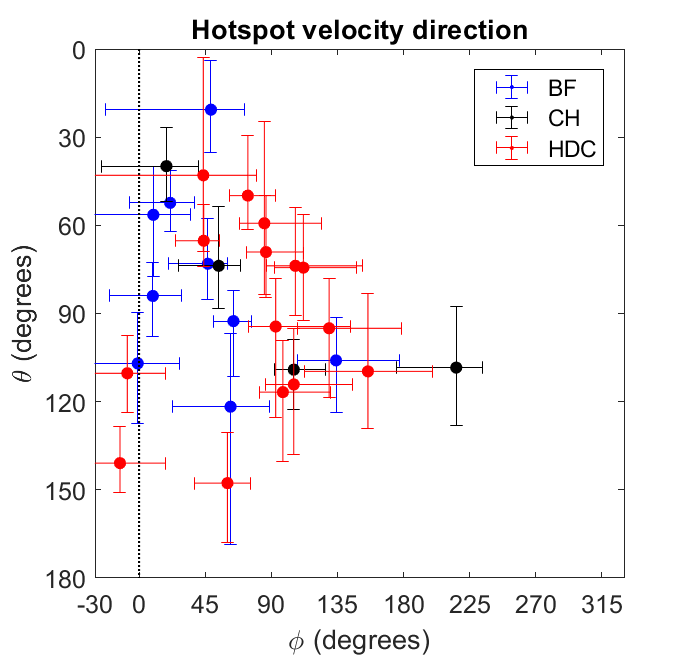 Hotspot velocity direction
BF
CH
HDC
θ (degrees)
0
30
60
90
120
150
180
-30 0 45 90 135 180 225 270 315
ϕ (degrees)